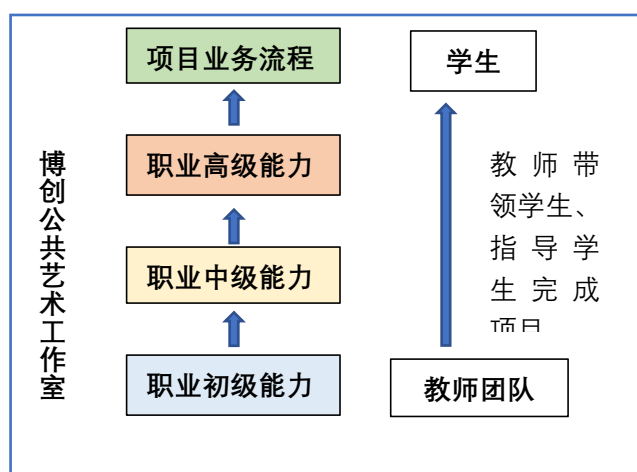 项目业务流程
学生
职业高级能力
博创公共艺术工作室
教师带
领学生、
指导学
生完成
项目
职业中级能力
职业初级能力
教师团队